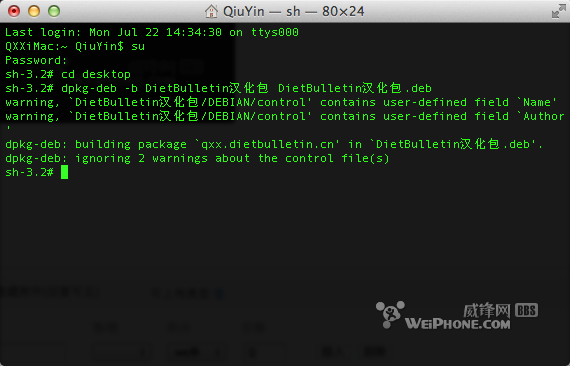 QiuYin — sh — 80×24
Last login: Mon Jul 22 14:34:30 on ttys000
QXXiMac:~ QiuYin$ su
Password:
sh-3.2# cd desktop
sh-3.2# dpkg-deb -b DietBulletin汉化包 DietBulletin汉化包.deb
warning, `DietBulletin汉化包/DEBIAN/control' contains user-defined field `Name'
warning, `DietBulletin汉化包/DEBIAN/control' contains user-defined field `Author
'
dpkg-deb: building package `qxx.dietbulletin.cn' in `DietBulletin汉化包.deb'.
dpkg-deb: ignoring 2 warnings about the control file(s)
sh-3.2#
威锋网 BBS
WEIPHONE.COM